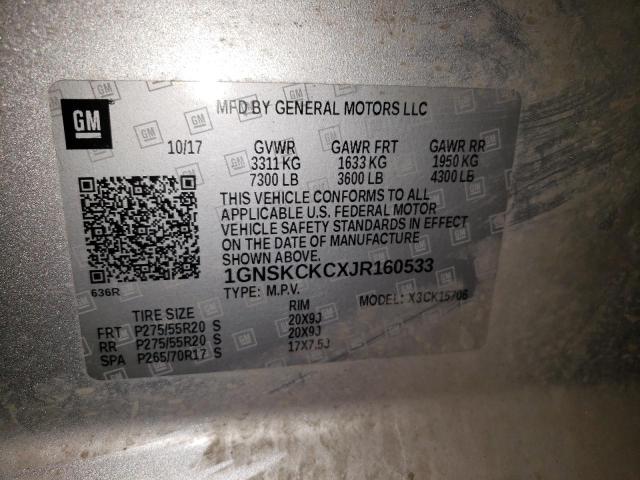 GM
MFD BY GENERAL MOTORS LLC
10/17 GVWR GAWR FRT GAWR RR
3311 KG 1633 KG 1950 KG
7300 LB 3600 LB 4300 LB
THIS VEHICLE CONFORMS TO ALL
APPLICABLE U.S. FEDERAL MOTOR
VEHICLE SAFETY STANDARDS IN EFFECT
ON THE DATE OF MANUFACTURE
SHOWN ABOVE.
1GNSKCKCXJR160533
636R
TYPE: M.P.V. MODEL: X3CK15706
TIRE SIZE RIM
FRT P275/55R20 S 20X9J
RR P275/55R20 S 20X9J
SPA P265/70R17 S 17X7.5J